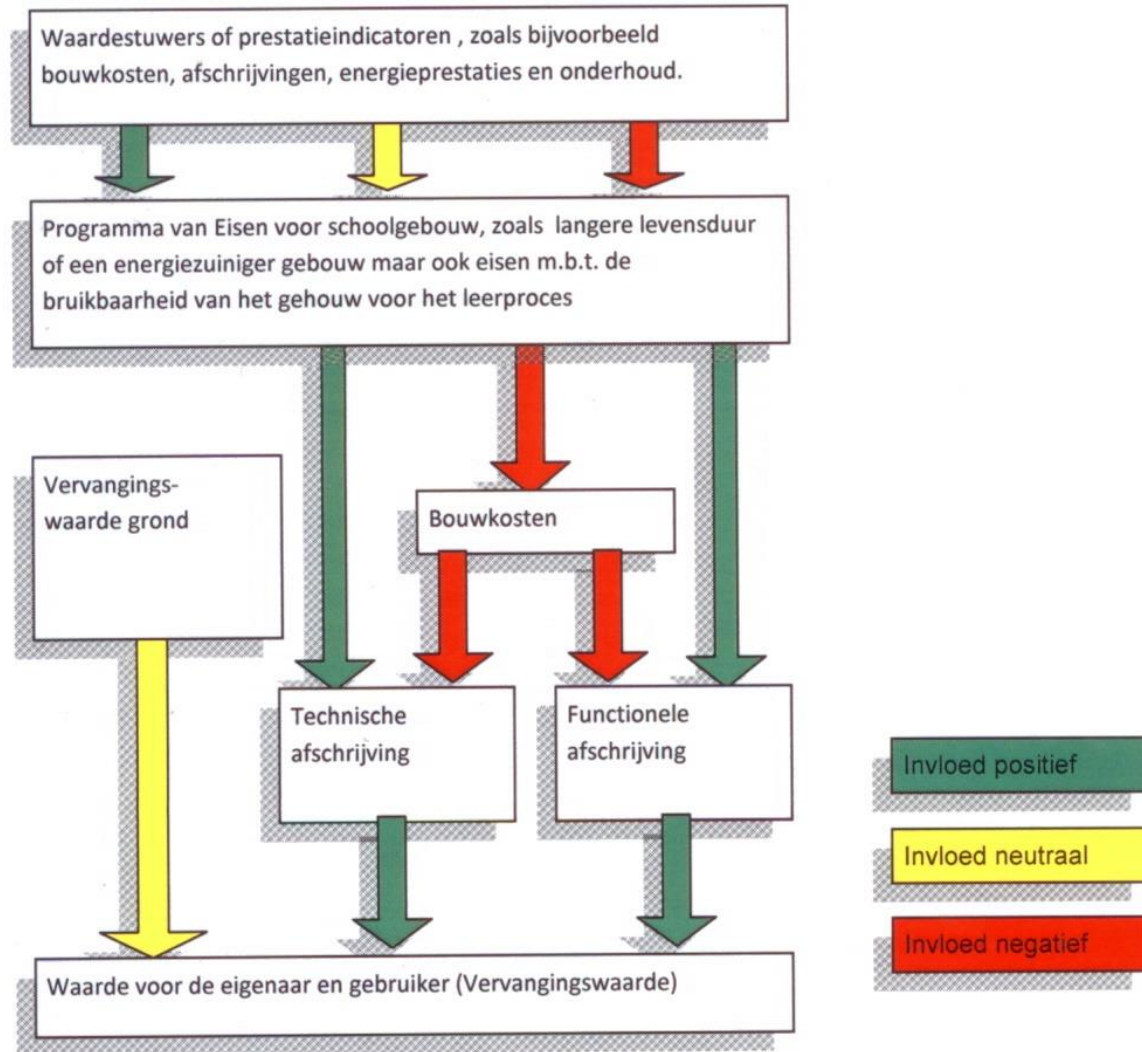 Waardestuwers of prestatieindicatoren , zoals bijvoorbeeld
bouwkosten, afschrijvingen, energieprestaties en onderhoud.
Programma van Eisen voor schoolgebouw, zoals langere levensduur
of een energiezuiniger gebouw maar ook eisen m.b.t. de
bruikbaarheid van het gehouw voor het leerproces
Vervangings-
waarde grond
Bouwkosten
Technische
afschrijving
Functionele
afschrijving
Invloed positief
Invloed neutraal
Invloed negatief
Waarde voor de eigenaar en gebruiker (Vervangingswaarde)